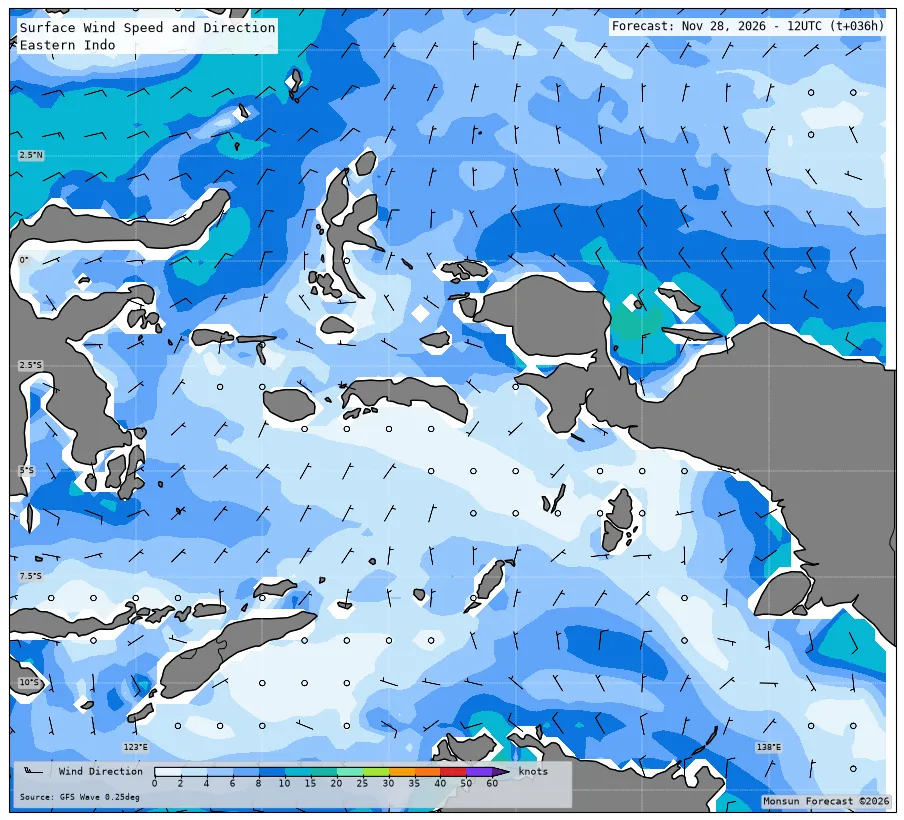 Surface Wind Speed and Direction
Eastern Indo
Forecast: Nov 28, 2026 - 12UTC (t+036h)
2.5°N
0°
2.5°S
5°S
7.5°S
10°S
123°E
138°E
Wind Direction
0 2 4 6 8 10 15 20 25 30 40 50 60
knots
Source: GFS Wave 0.25deg
Monsun Forecast ©2026